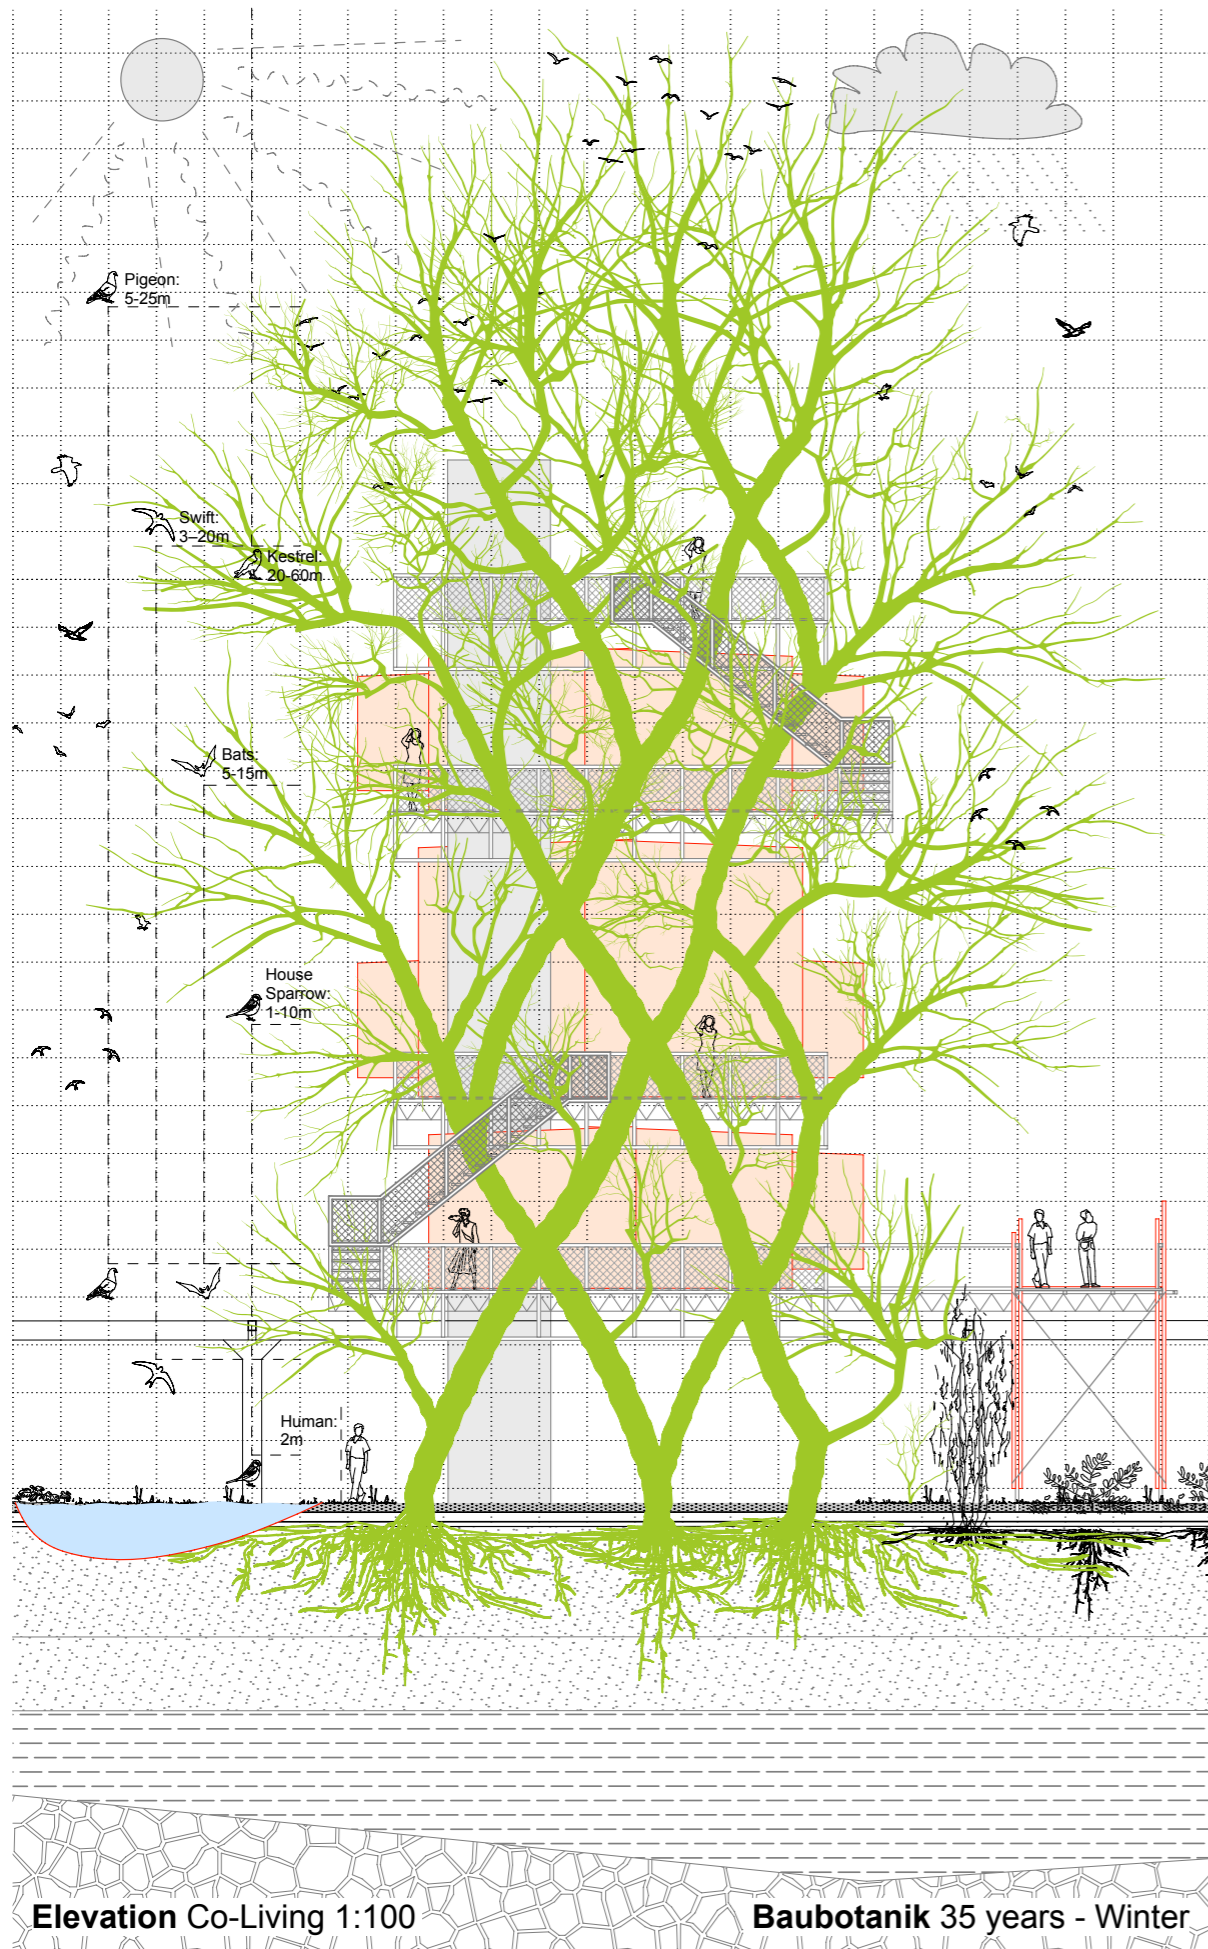 Pigeon:
5-25m
Swift:
3–20m
Kestrel:
20-60m
Bats:
5-15m
House
Sparrow:
1-10m
Human:
2m
Elevation Co-Living 1:100
Baubotanik 35 years - Winter